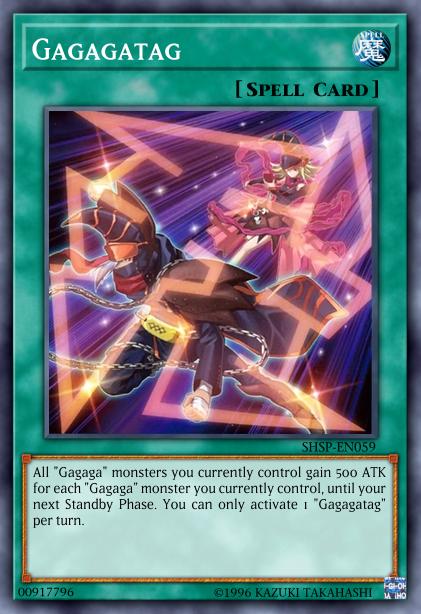 GAGAGATAG
SPELL
魔
[ SPELL CARD ]
SHSP-EN059
All "Gagaga" monsters you currently control gain 500 ATK
for each "Gagaga" monster you currently control, until your
next Standby Phase. You can only activate 1 "Gagagatag"
per turn.
00917796
©1996 KAZUKI TAKAHASHI